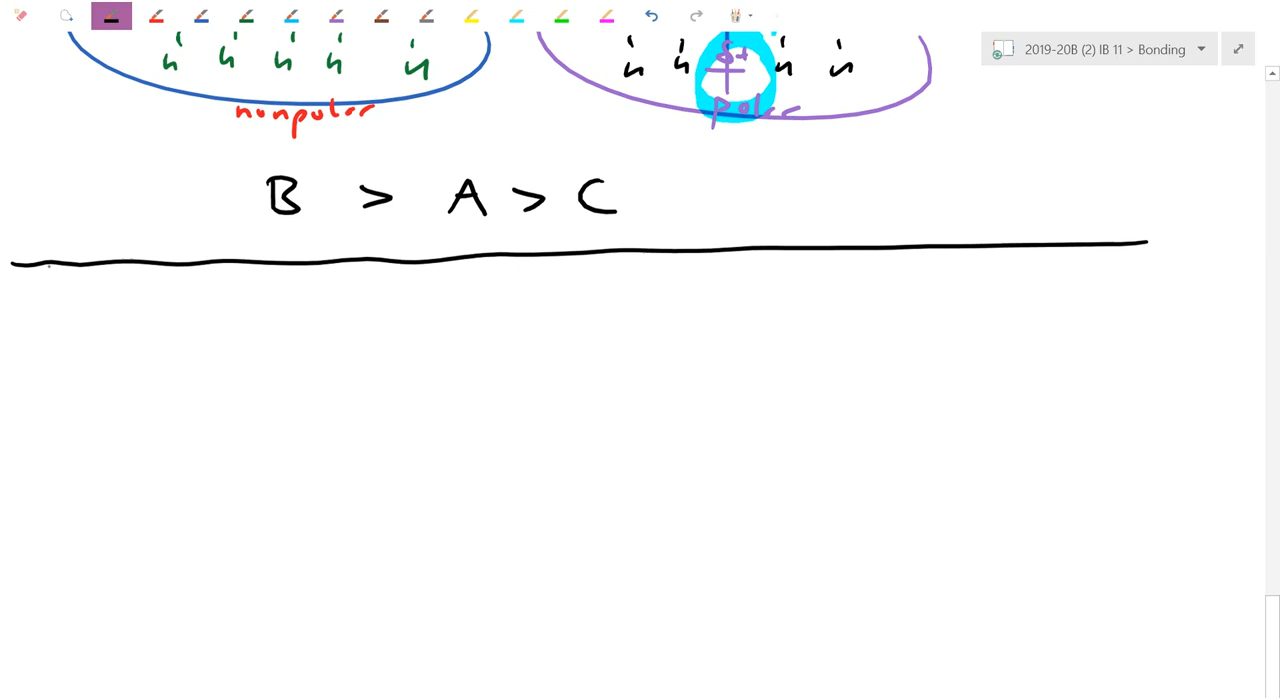 2019-20B (2) IB 11 > Bonding
H H H H H
H H δ+ H H
nonpolar
polar
B > A > C